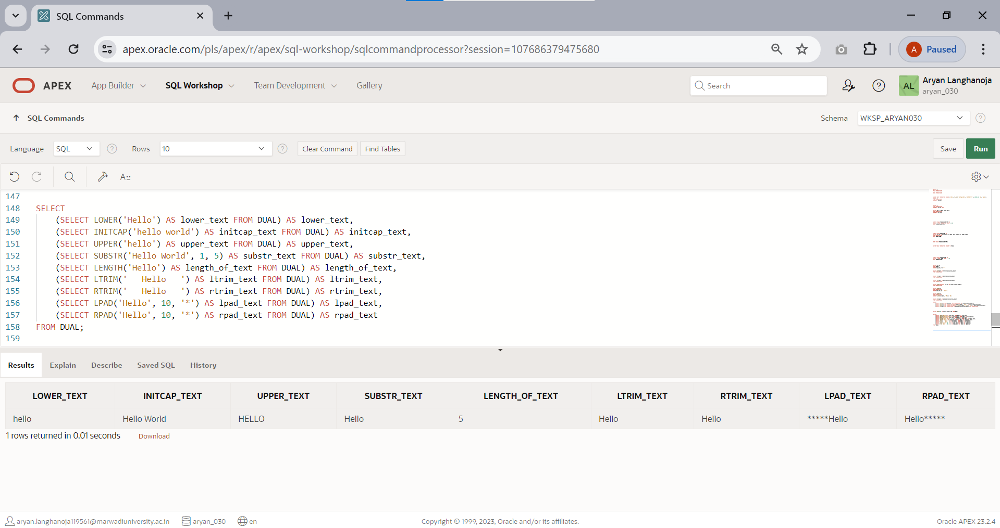 SQL Commands
apex.oracle.com/pls/apex/r/apex/sql-workshop/sqlcommandprocessor?session=107686379475680
A Paused
APEX App Builder SQL Workshop Team Development Gallery Search AL Aryan Langhanoja
aryan_030
SQL Commands Schema WKSP_ARYAN030
Language SQL Rows 10 Clear Command Find Tables Save Run
147
148 SELECT
149     (SELECT LOWER('Hello') AS lower_text FROM DUAL) AS lower_text,
150     (SELECT INITCAP('hello world') AS initcap_text FROM DUAL) AS initcap_text,
151     (SELECT UPPER('hello') AS upper_text FROM DUAL) AS upper_text,
152     (SELECT SUBSTR('Hello World', 1, 5) AS substr_text FROM DUAL) AS substr_text,
153     (SELECT LENGTH('Hello') AS length_of_text FROM DUAL) AS length_of_text,
154     (SELECT LTRIM('   Hello   ') AS ltrim_text FROM DUAL) AS ltrim_text,
155     (SELECT RTRIM('   Hello   ') AS rtrim_text FROM DUAL) AS rtrim_text,
156     (SELECT LPAD('Hello', 10, '*') AS lpad_text FROM DUAL) AS lpad_text,
157     (SELECT RPAD('Hello', 10, '*') AS rpad_text FROM DUAL) AS rpad_text
158 FROM DUAL;
159
Results Explain Describe Saved SQL History
LOWER_TEXT INITCAP_TEXT UPPER_TEXT SUBSTR_TEXT LENGTH_OF_TEXT LTRIM_TEXT RTRIM_TEXT LPAD_TEXT RPAD_TEXT
hello Hello World HELLO Hello 5 Hello Hello *****Hello Hello*****
1 rows returned in 0.01 seconds Download
aryan.langhanoja119561@marwadiuniversity.ac.in aryan_030 en Copyright © 1999, 2023, Oracle and/or its affiliates. Oracle APEX 23.2.4